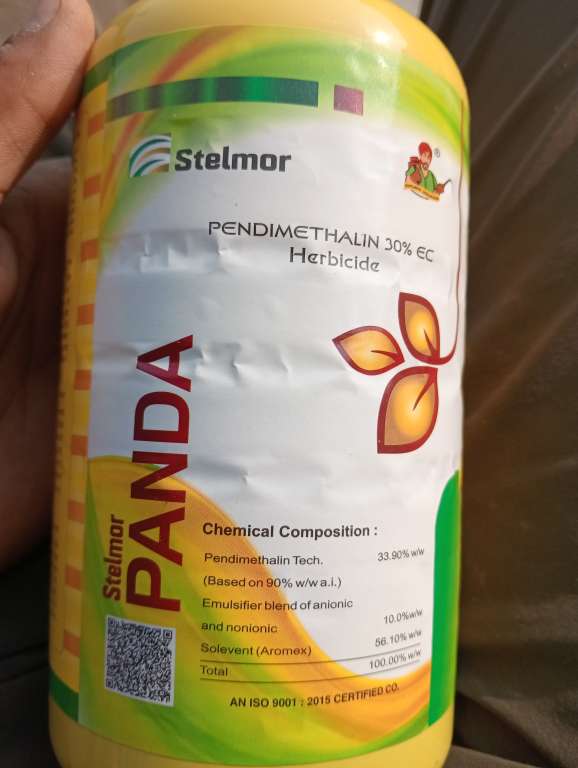 Stelmor
PENDIMETHALIN 30% EC
Herbicide
Stelmor
PANDA
Chemical Composition :
Pendimethalin Tech. 33.90% w/w
(Based on 90% w/w a.i.)
Emulsifier blend of anionic
and nonionic 10.0%w/w
Solevent (Aromex) 56.10% w/w
Total 100.00% w/w
AN ISO 9001 : 2015 CERTIFIED CO.